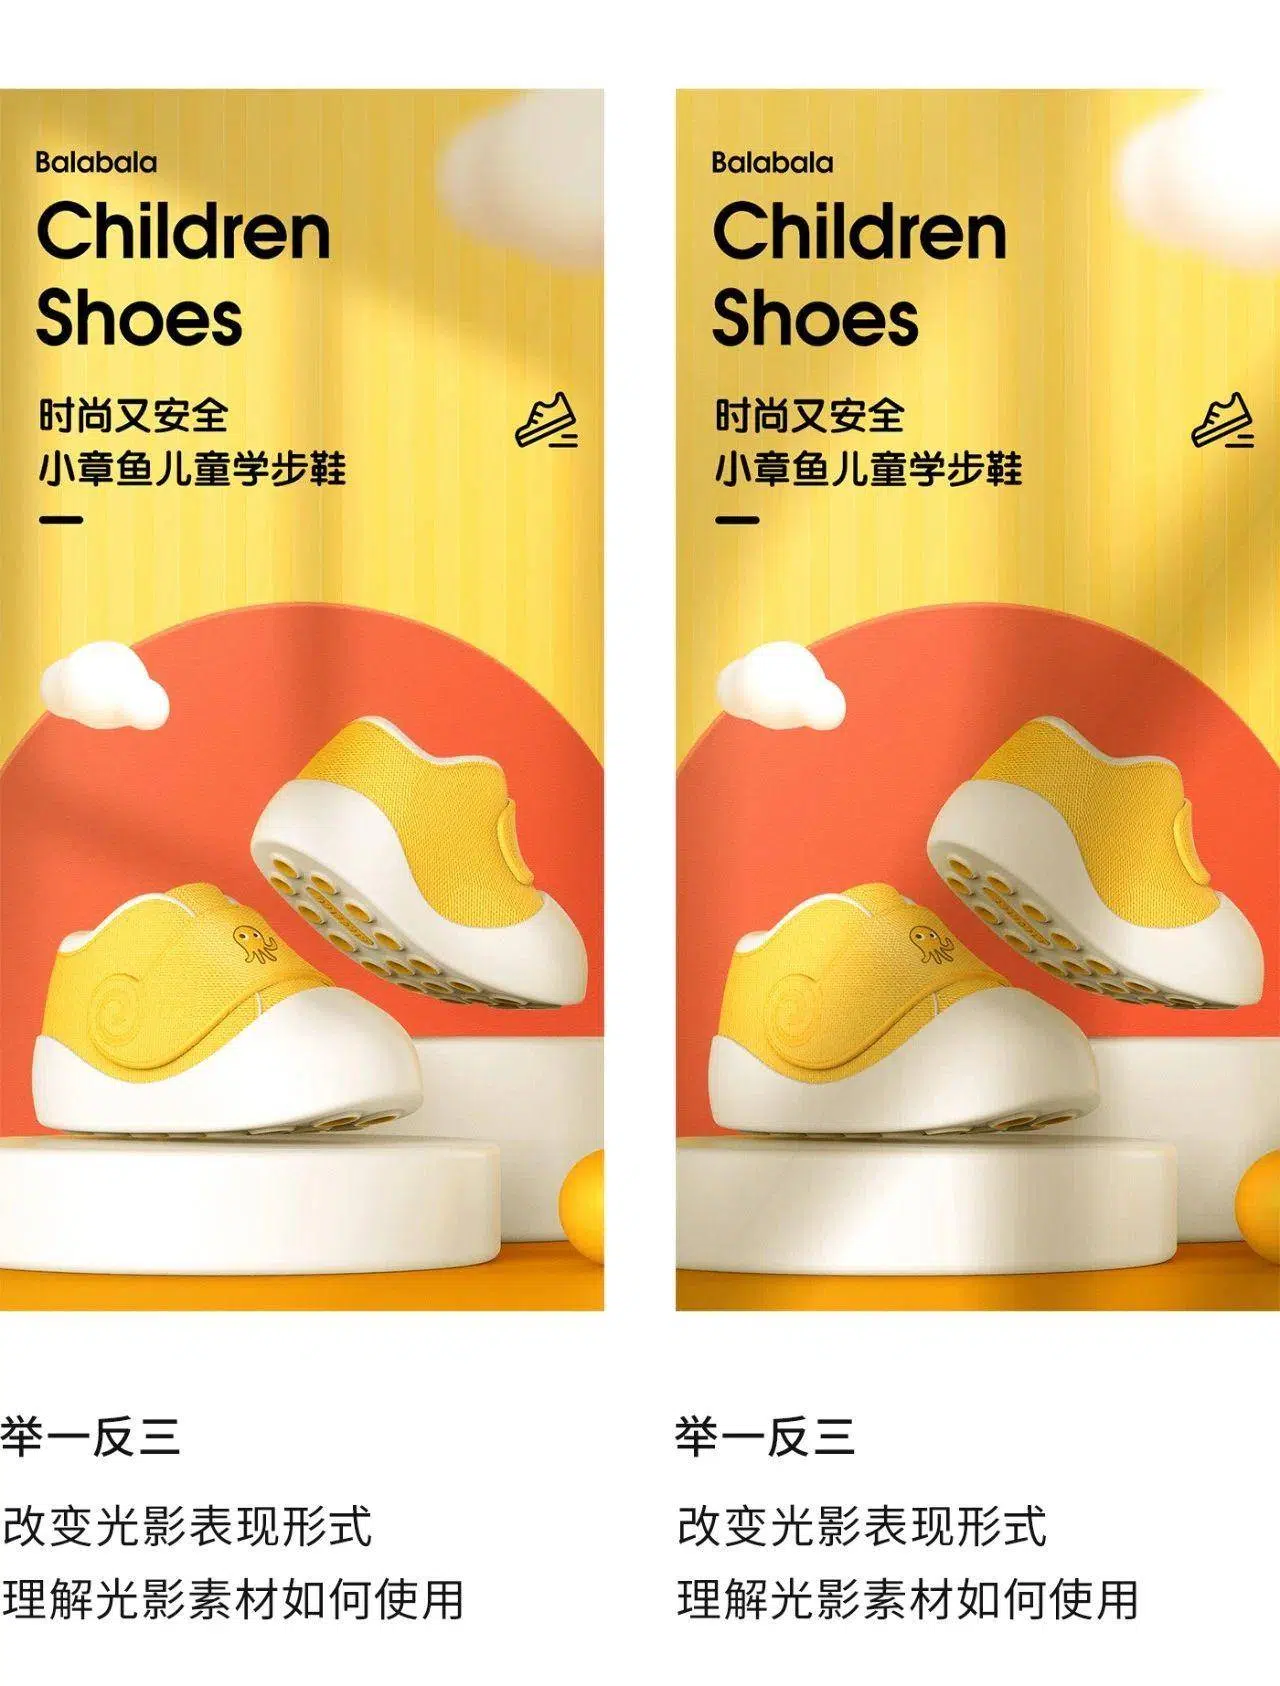 Balabala
Children
Shoes
时尚又安全
小章鱼儿童学步鞋
举一反三
改变光影表现形式
理解光影素材如何使用
Balabala
Children
Shoes
时尚又安全
小章鱼儿童学步鞋
举一反三
改变光影表现形式
理解光影素材如何使用